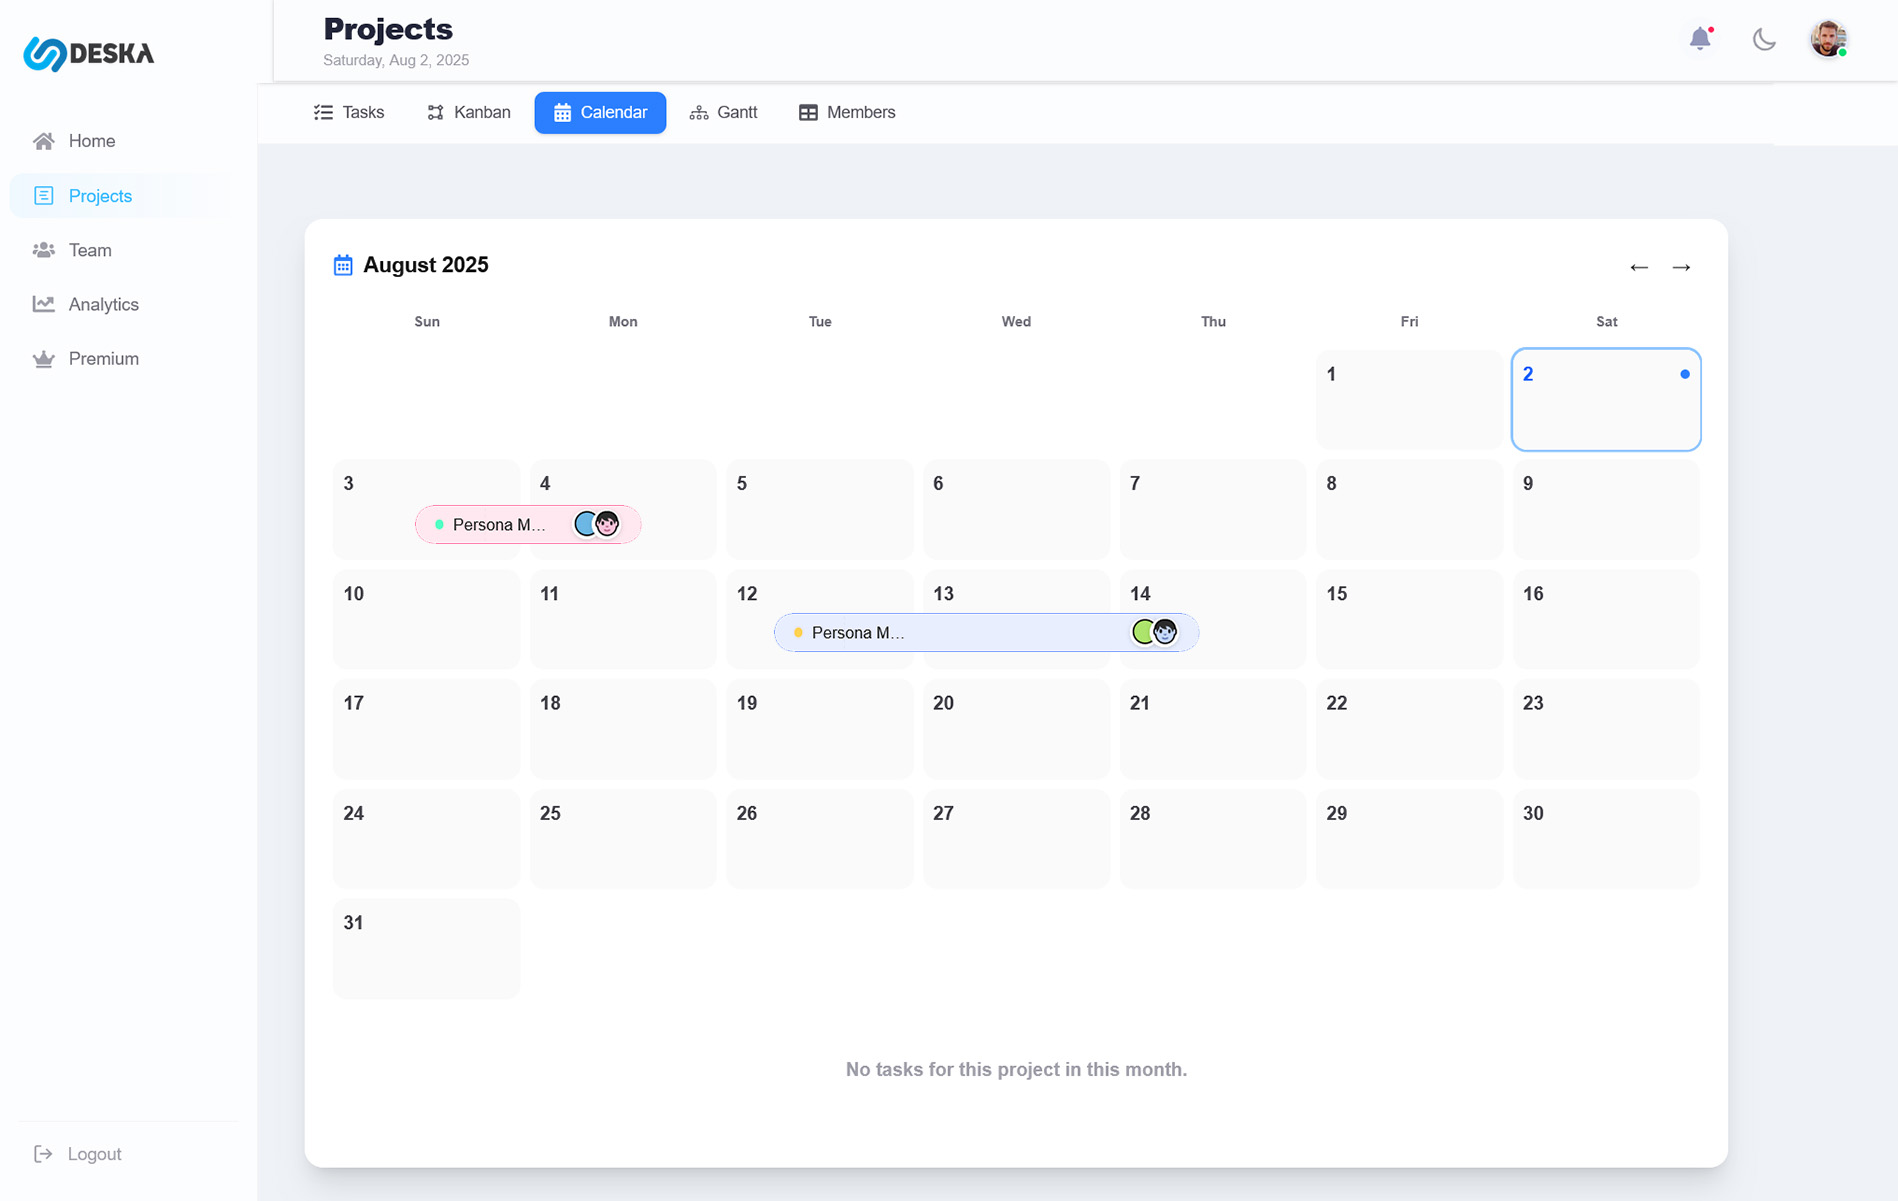 DESKA
Projects
Saturday, Aug 2, 2025
Home
Projects
Team
Analytics
Premium
Logout
Tasks Kanban Calendar Gantt Members
August 2025
← →
Sun Mon Tue Wed Thu Fri Sat
1 2
3 4 5 6 7 8 9
Persona M...
10 11 12 13 14 15 16
Persona M...
17 18 19 20 21 22 23
24 25 26 27 28 29 30
31
No tasks for this project in this month.